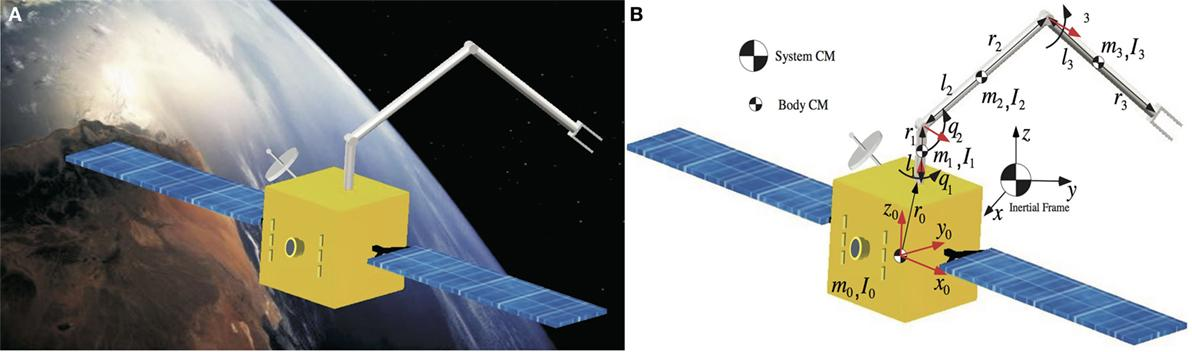 A
B
3
r₂
m₃, I₃
System CM
l₃
l₂
r₃
Body CM
m₂, I₂
r₁
q₂
z
m₁, I₁
l₁
q₁
y
x
Inertial Frame
z₀
r₀
y₀
x₀
m₀, I₀